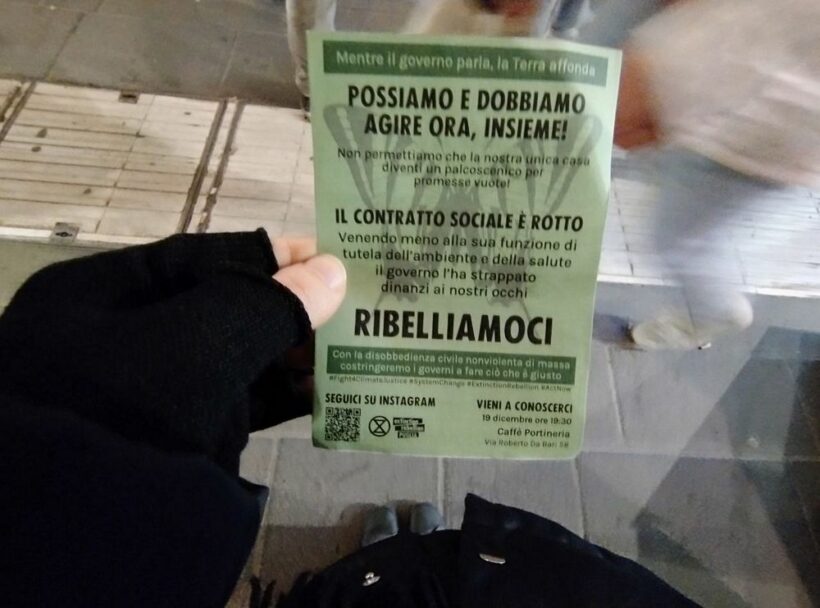 Mentre il governo parla, la Terra affonda
POSSIAMO E DOBBIAMO
AGIRE ORA, INSIEME!
Non permettiamo che la nostra unica casa
diventi un palcoscenico per
promesse vuote!
IL CONTRATTO SOCIALE È ROTTO
Venendo meno alla sua funzione di
tutela dell'ambiente e della salute
il governo l'ha strappato
dinanzi ai nostri occhi
RIBELLIAMOCI
Con la disobbedienza civile nonviolenta di massa
costringeremo i governi a fare ciò che è giusto
#Fight4ClimateJustice #SystemChange #ExtinctionRebellion #ActNow
SEGUICI SU INSTAGRAM
extinction
rebellion
PUGLIA
VIENI A CONOSCERCI
19 dicembre ore 19:30
Caffè Portineria
Via Roberto Da Bari 58